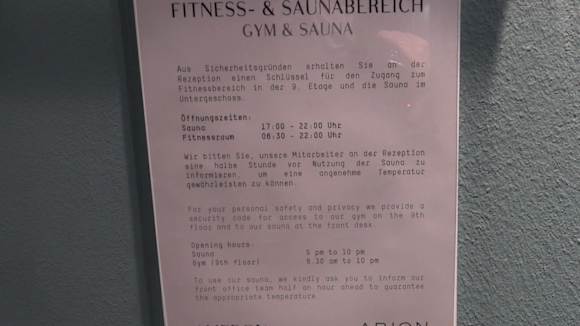 FITNESS- & SAUNABEREICH
GYM & SAUNA
Aus Sicherheitsgründen erhalten Sie an der
Rezeption einen Schlüssel für den Zugang zum
Fitnessbereich in der 9. Etage und die Sauna im
Untergeschoss.
Öffnungszeiten:
Sauna 17:00 - 22:00 Uhr
Fitnessraum 06:30 - 22:00 Uhr
Wir bitten Sie, unsere Mitarbeiter an der Rezeption
eine halbe Stunde vor Nutzung der Sauna zu
informieren, um eine angenehme Temperatur
gewährleisten zu können.
For your personal safety and privacy we provide a
security code for access to our gym on the 9th
floor and to our sauna at the front desk.
Opening hours:
Sauna 5 pm to 10 pm
Gym (9th floor) 6.30 am to 10 pm
To use our sauna, we kindly ask you to inform our
front office team half an hour ahead to guarantee
the appropriate temperature